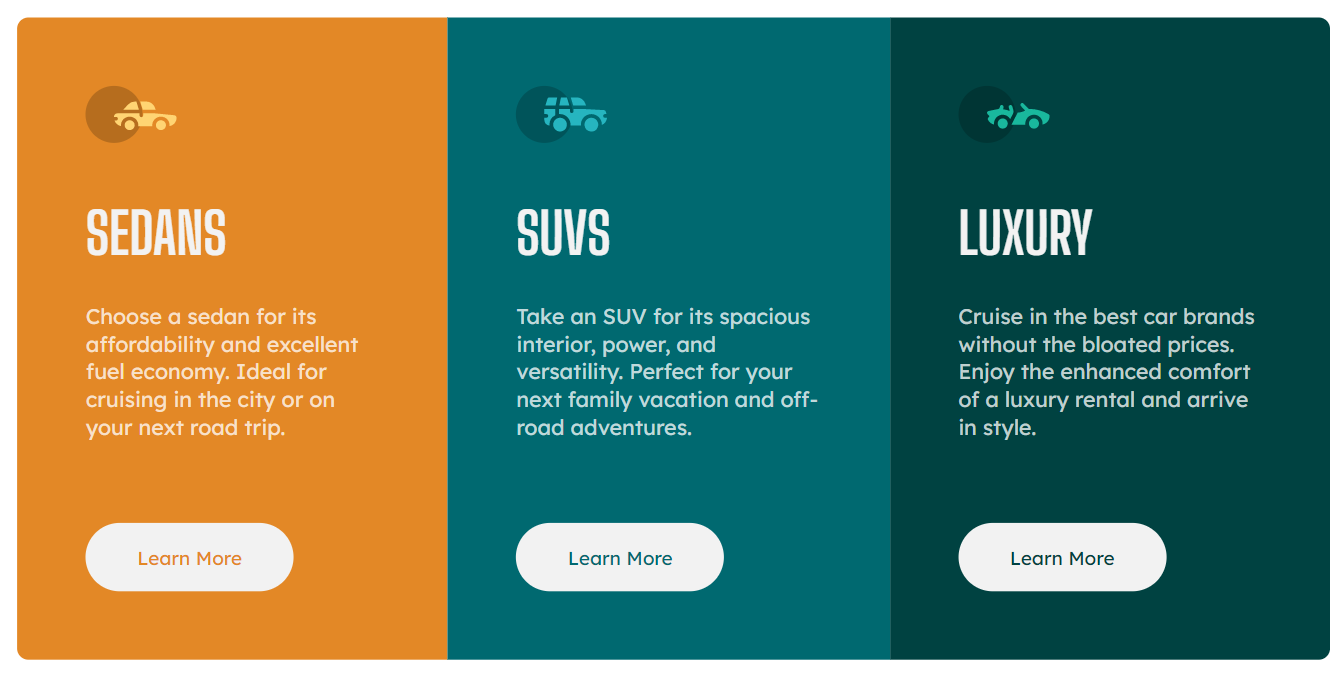 SEDANS
Choose a sedan for its
affordability and excellent
fuel economy. Ideal for
cruising in the city or on
your next road trip.
Learn More
SUVS
Take an SUV for its spacious
interior, power, and
versatility. Perfect for your
next family vacation and off-
road adventures.
Learn More
LUXURY
Cruise in the best car brands
without the bloated prices.
Enjoy the enhanced comfort
of a luxury rental and arrive
in style.
Learn More